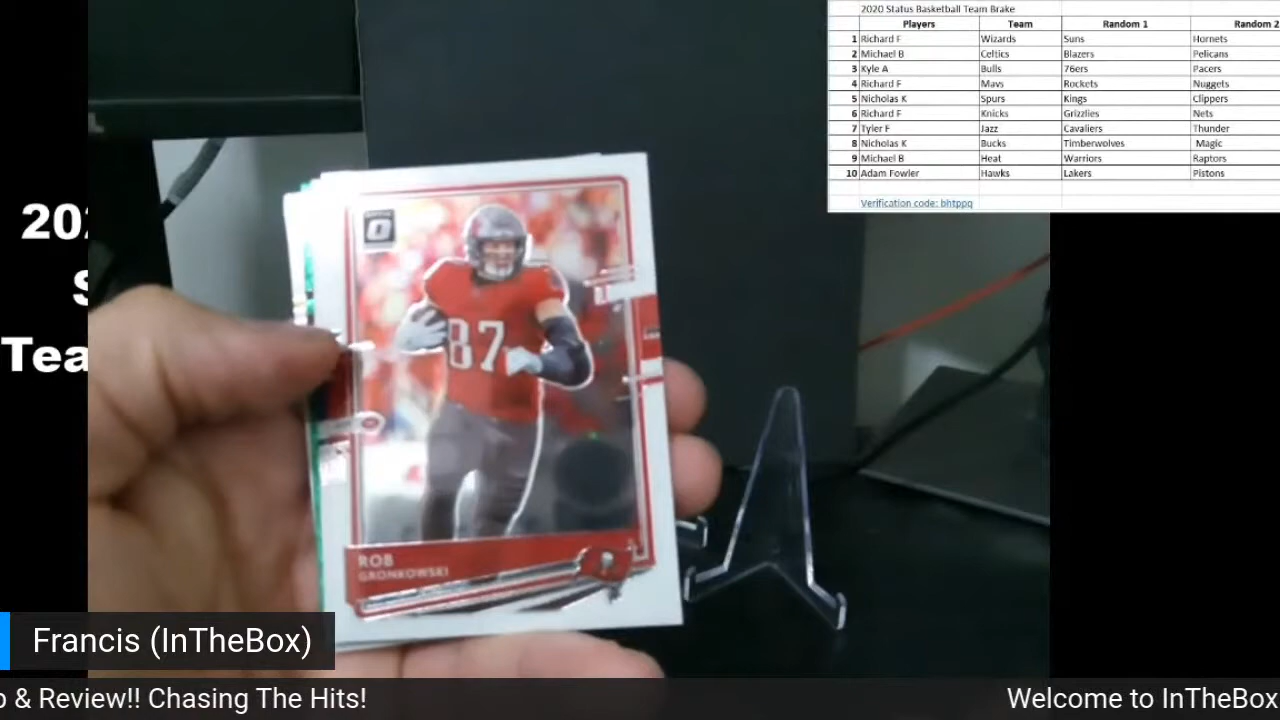 2020 Status Basketball Team Brake
Players Team Random 1 Random 2
1 Richard F Wizards Suns Hornets
2 Michael B Celtics Blazers Pelicans
3 Kyle A Bulls 76ers Pacers
4 Richard F Mavs Rockets Nuggets
5 Nicholas K Spurs Kings Clippers
6 Richard F Knicks Grizzlies Nets
7 Tyler F Jazz Cavaliers Thunder
8 Nicholas K Bucks Timberwolves Magic
9 Michael B Heat Warriors Raptors
10 Adam Fowler Hawks Lakers Pistons
Verification code: bhtppq
202
S
Tea
87
ROB
GRONKOWSKI
Francis (InTheBox)
p & Review!! Chasing The Hits!
Welcome to InTheBox